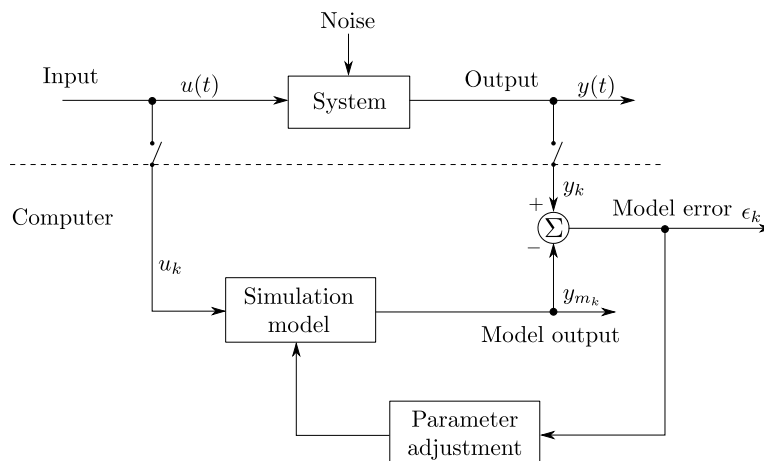 Noise
Input
u(t)
System
Output
y(t)
Computer
y_k
+
Σ
−
Model error ϵ_k
u_k
Simulation
model
y_{m_k}
Model output
Parameter
adjustment